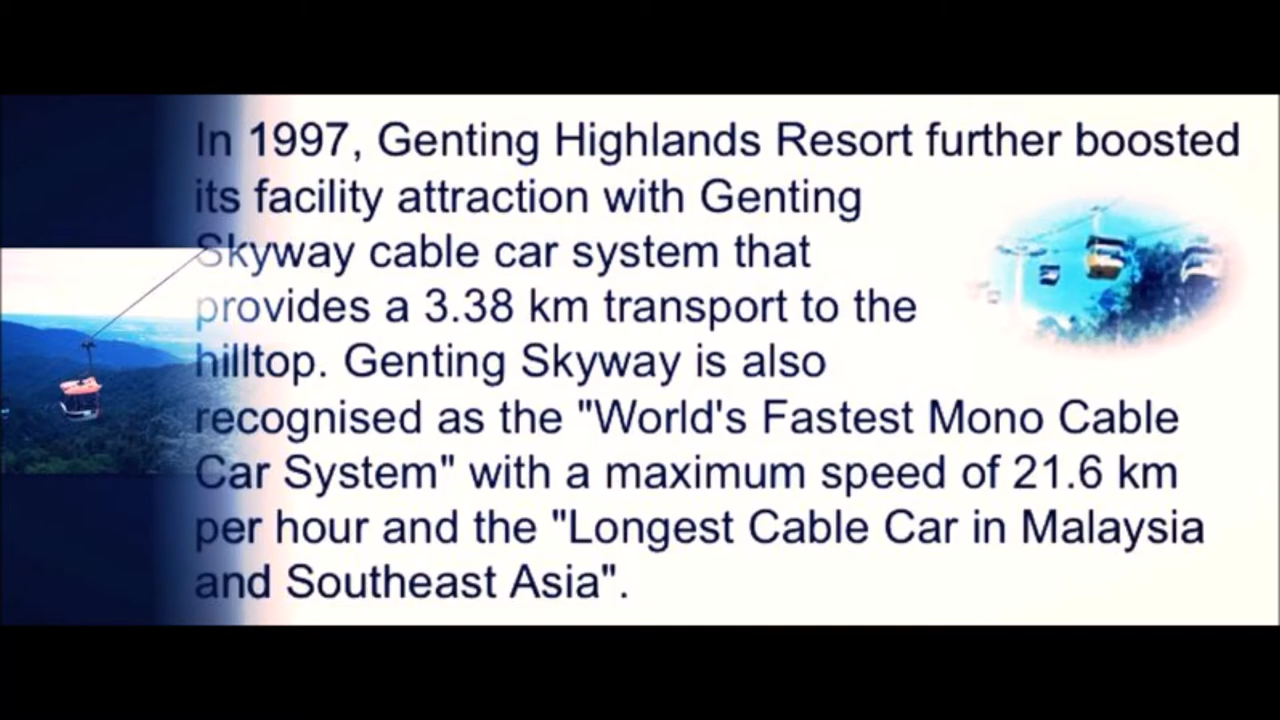 In 1997, Genting Highlands Resort further boosted
its facility attraction with Genting
Skyway cable car system that
provides a 3.38 km transport to the
hilltop. Genting Skyway is also
recognised as the "World's Fastest Mono Cable
Car System" with a maximum speed of 21.6 km
per hour and the "Longest Cable Car in Malaysia
and Southeast Asia".